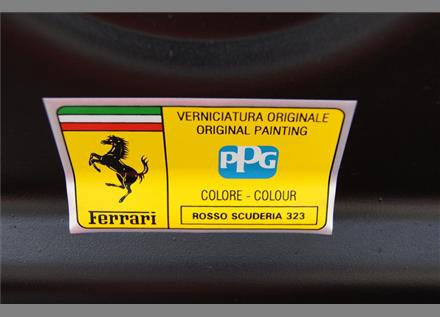 VERNICIATURA ORIGINALE
ORIGINAL PAINTING
PPG
COLORE - COLOUR
ROSSO SCUDERIA 323
Ferrari